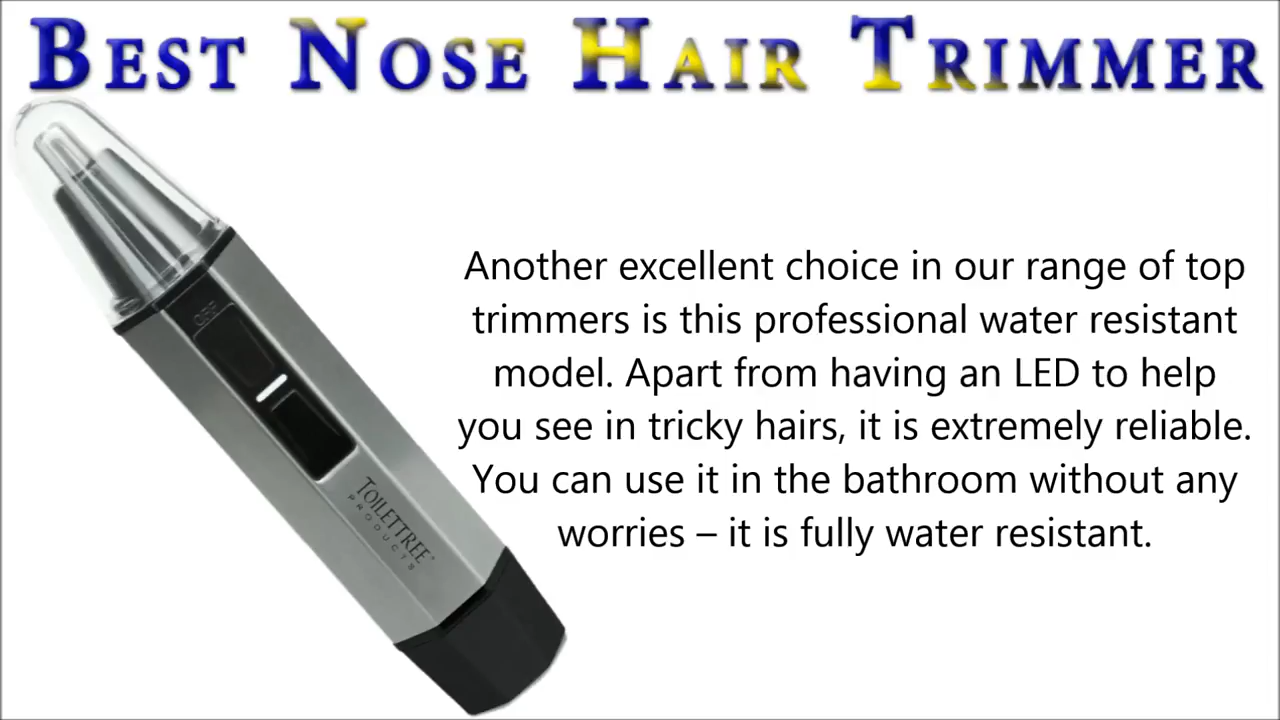 BEST NOSE HAIR TRIMMER
OFF
Another excellent choice in our range of top
trimmers is this professional water resistant
model. Apart from having an LED to help
you see in tricky hairs, it is extremely reliable.
You can use it in the bathroom without any
worries – it is fully water resistant.
TOILETTREE
PRODUCTS